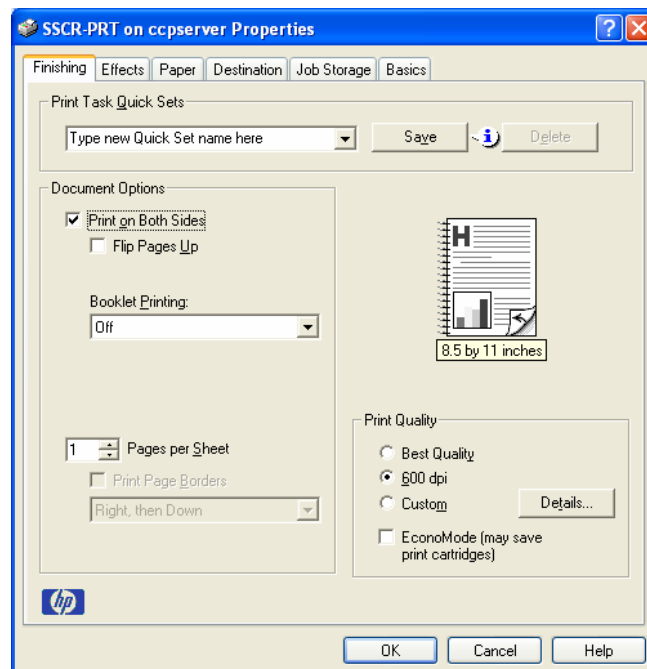 SSCR-PRT on ccpserver Properties
Finishing
Effects
Paper
Destination
Job Storage
Basics
Print Task Quick Sets
Type new Quick Set name here
Save
i
Delete
Document Options
Print on Both Sides
Flip Pages Up
Booklet Printing:
Off
H
8.5 by 11 inches
1
Pages per Sheet
Print Page Borders
Right, then Down
Print Quality
Best Quality
600 dpi
Custom
Details...
EconoMode (may save
print cartridges)
hp
OK
Cancel
Help